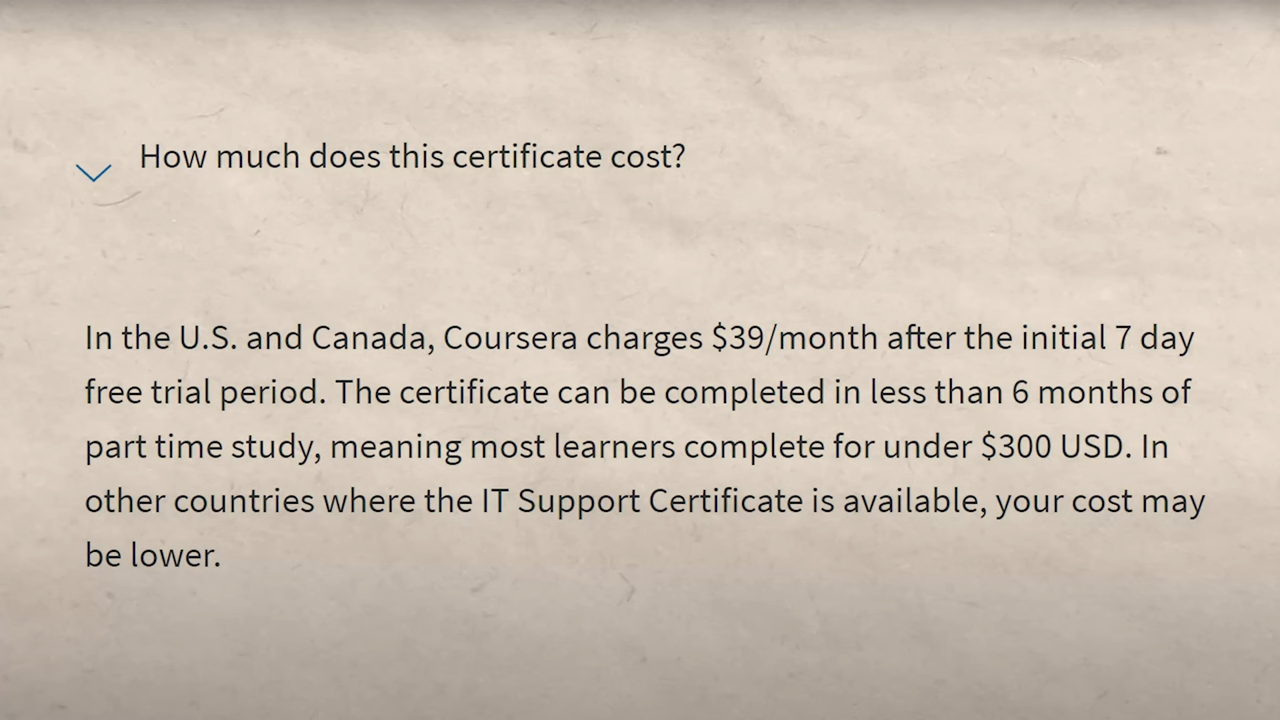 How much does this certificate cost?
In the U.S. and Canada, Coursera charges $39/month after the initial 7 day
free trial period. The certificate can be completed in less than 6 months of
part time study, meaning most learners complete for under $300 USD. In
other countries where the IT Support Certificate is available, your cost may
be lower.